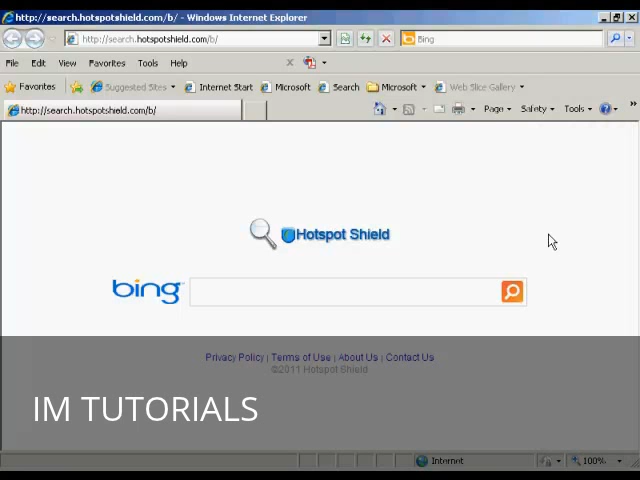 http://search.hotspotshield.com/b/ - Windows Internet Explorer
http://search.hotspotshield.com/b/
Bing
File Edit View Favorites Tools Help
Favorites Suggested Sites Internet Start Microsoft Search Microsoft Web Slice Gallery
http://search.hotspotshield.com/b/
Page Safety Tools
Hotspot Shield
bing
Privacy Policy | Terms of Use | About Us | Contact Us
©2011 Hotspot Shield
IM TUTORIALS
Internet 100%